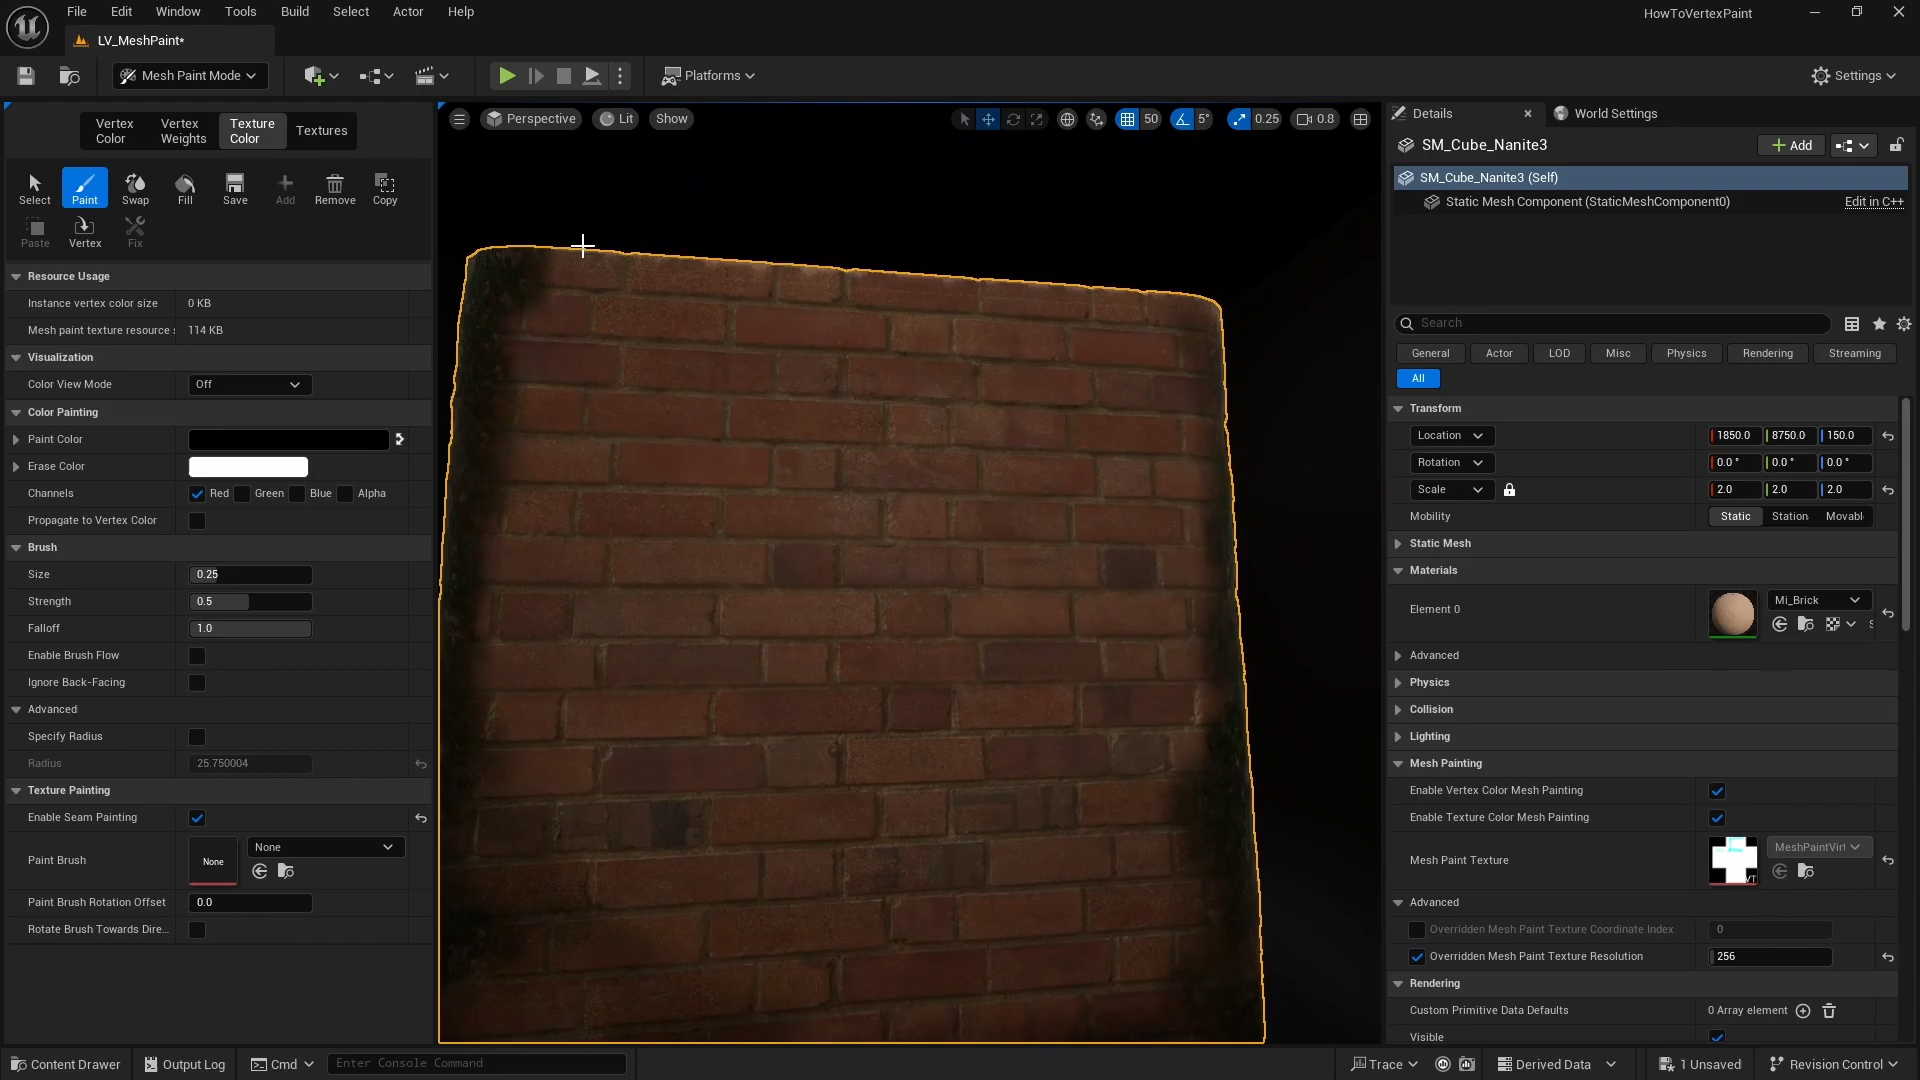 File Edit Window Tools Build Select Actor Help
HowToVertexPaint
LV_MeshPaint*
Mesh Paint Mode
Platforms
Settings
Vertex Color
Vertex Weights
Texture Color
Textures
Select Paint Swap Fill Save Add Remove Copy
Paste Vertex Fix
Resource Usage
Instance vertex color size 0 KB
Mesh paint texture resource 114 KB
Visualization
Color View Mode Off
Color Painting
Paint Color
Erase Color
Channels Red Green Blue Alpha
Propagate to Vertex Color
Brush
Size 0.25
Strength 0.5
Falloff 1.0
Enable Brush Flow
Ignore Back-Facing
Advanced
Specify Radius
Radius 25.750004
Texture Painting
Enable Seam Painting
Paint Brush None None
Paint Brush Rotation Offset 0.0
Rotate Brush Towards Dire...
Perspective Lit Show 50 5° 0.25 0.8
Details World Settings
SM_Cube_Nanite3 Add
SM_Cube_Nanite3 (Self)
Static Mesh Component (StaticMeshComponent0) Edit in C++
Search
General Actor LOD Misc Physics Rendering Streaming
All
Transform
Location 1850.0 8750.0 150.0
Rotation 0.0° 0.0° 0.0°
Scale 2.0 2.0 2.0
Mobility Static Station Movabl
Static Mesh
Materials
Element 0 Mi_Brick
Advanced
Physics
Collision
Lighting
Mesh Painting
Enable Vertex Color Mesh Painting
Enable Texture Color Mesh Painting
Mesh Paint Texture MeshPaintVirt
VT
Advanced
Overridden Mesh Paint Texture Coordinate Index 0
Overridden Mesh Paint Texture Resolution 256
Rendering
Custom Primitive Data Defaults 0 Array element
Visible
Content Drawer Output Log Cmd Enter Console Command Trace Derived Data 1 Unsaved Revision Control